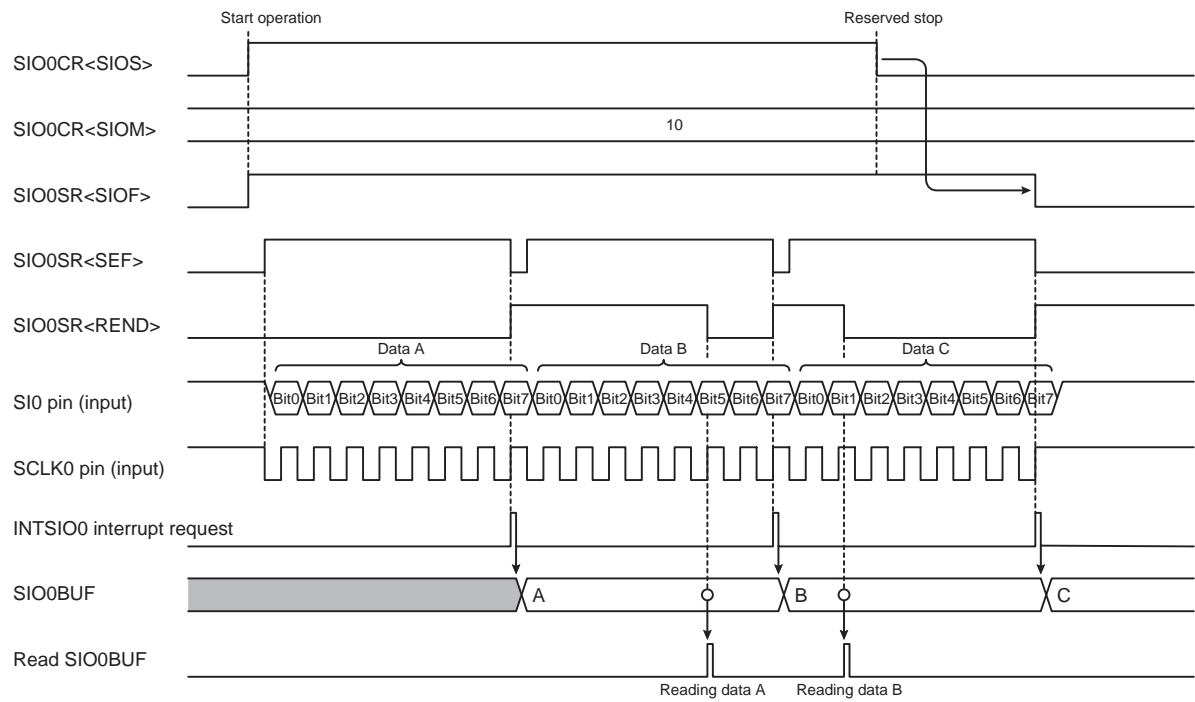 Start operation
Reserved stop
SIO0CR<SIOS>
SIO0CR<SIOM>
10
SIO0SR<SIOF>
SIO0SR<SEF>
SIO0SR<REND>
Data A
Data B
Data C
SI0 pin (input)
Bit0 Bit1 Bit2 Bit3 Bit4 Bit5 Bit6 Bit7 Bit0 Bit1 Bit2 Bit3 Bit4 Bit5 Bit6 Bit7 Bit0 Bit1 Bit2 Bit3 Bit4 Bit5 Bit6 Bit7
SCLK0 pin (input)
INTSIO0 interrupt request
SIO0BUF
A
B
C
Read SIO0BUF
Reading data A
Reading data B